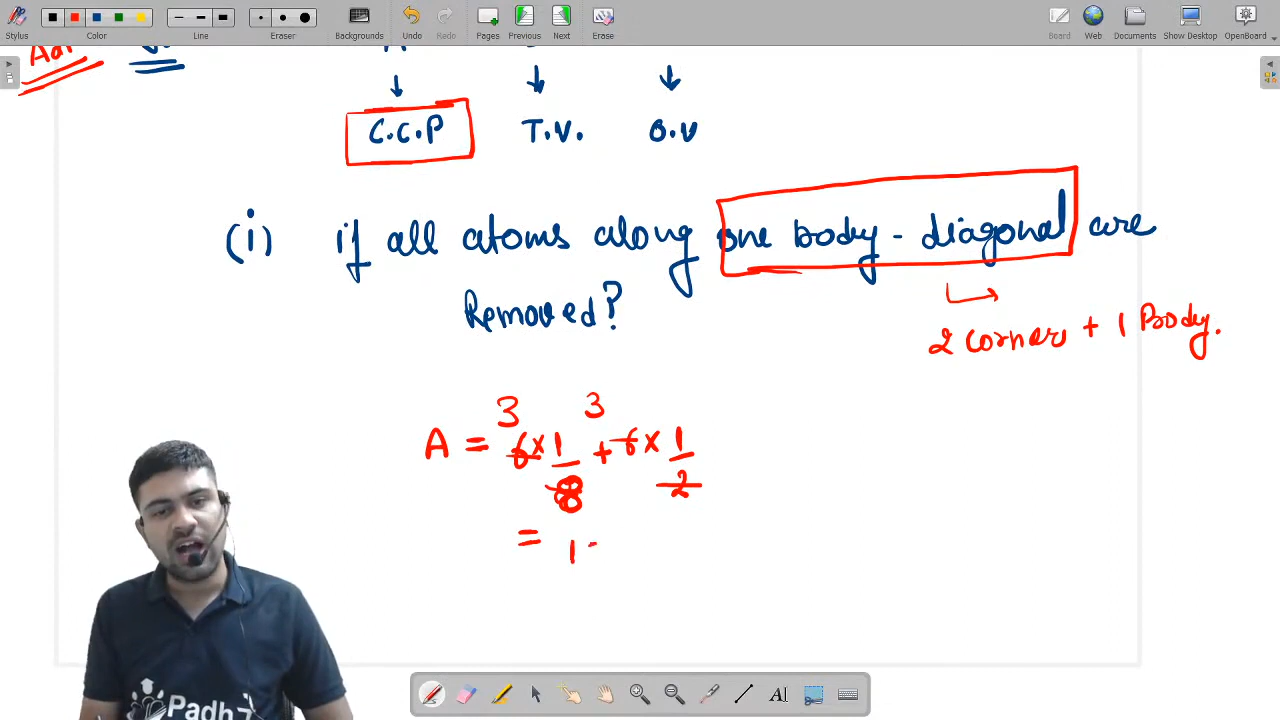 Stylus Color Line Eraser Backgrounds Undo Redo Pages Previous Next Erase Board Web Documents Show Desktop OpenBoard
C.C.P T.V. O.V
(i) if all atoms along one body - diagonal are
Removed?
2 corner + 1 Body.
3 3
A = 6 × 1/8 + 6 × 1/2
= 1
Padh